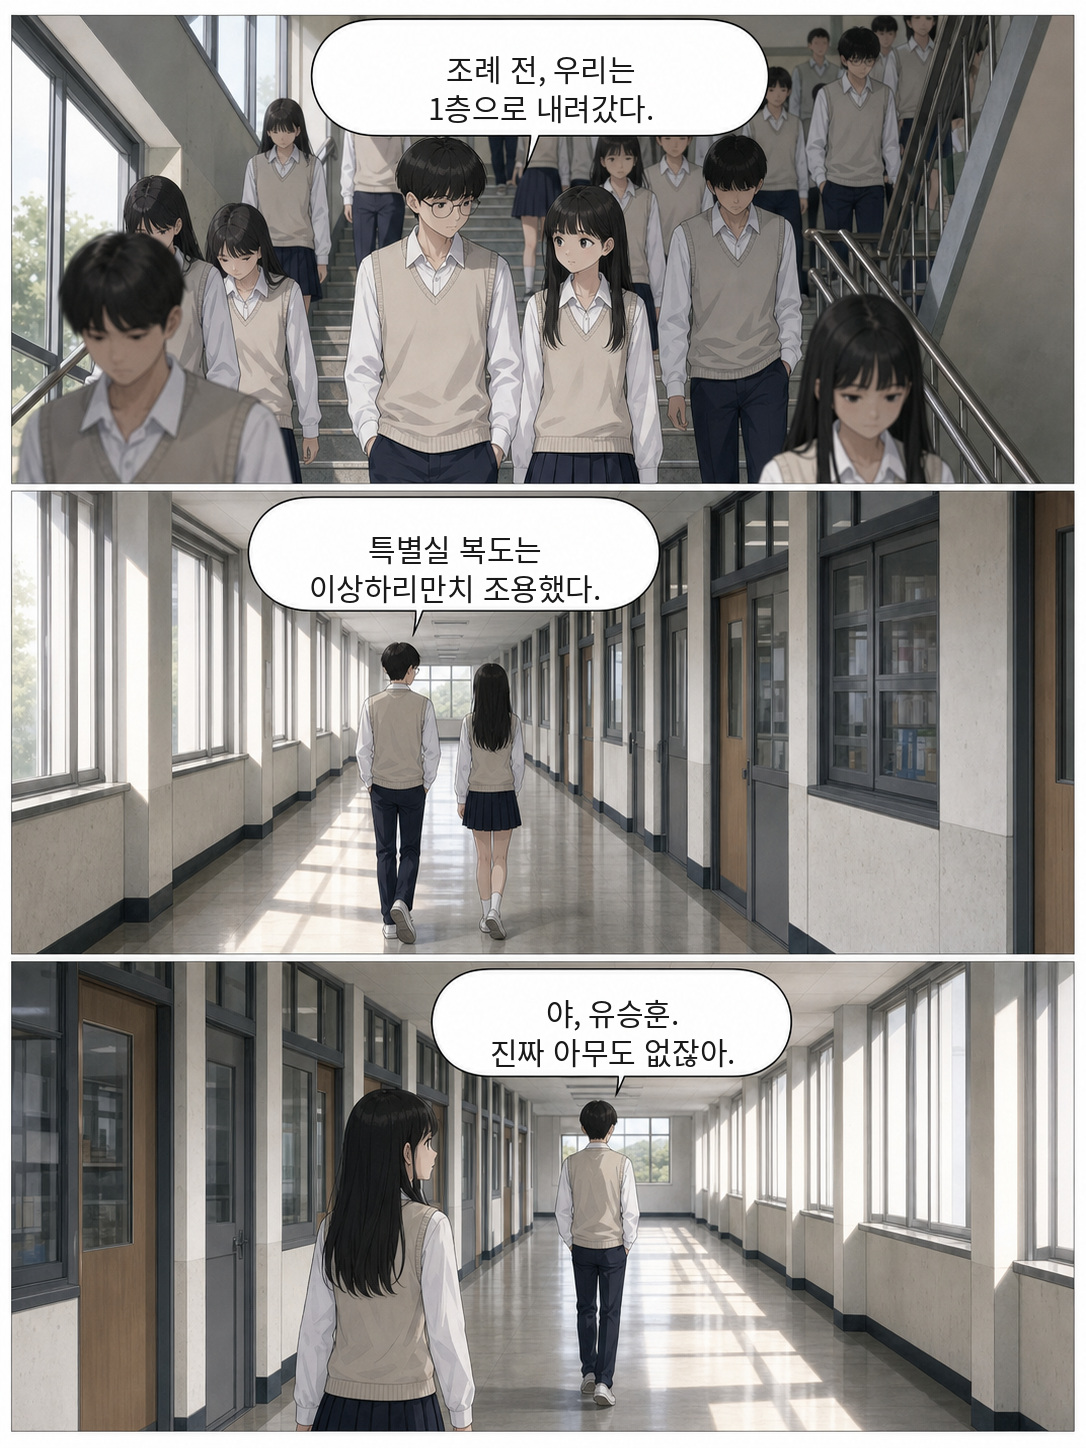 조례 전, 우리는
1층으로 내려갔다.
특별실 복도는
이상하리만치 조용했다.
야, 유승훈.
진짜 아무도 없잖아.